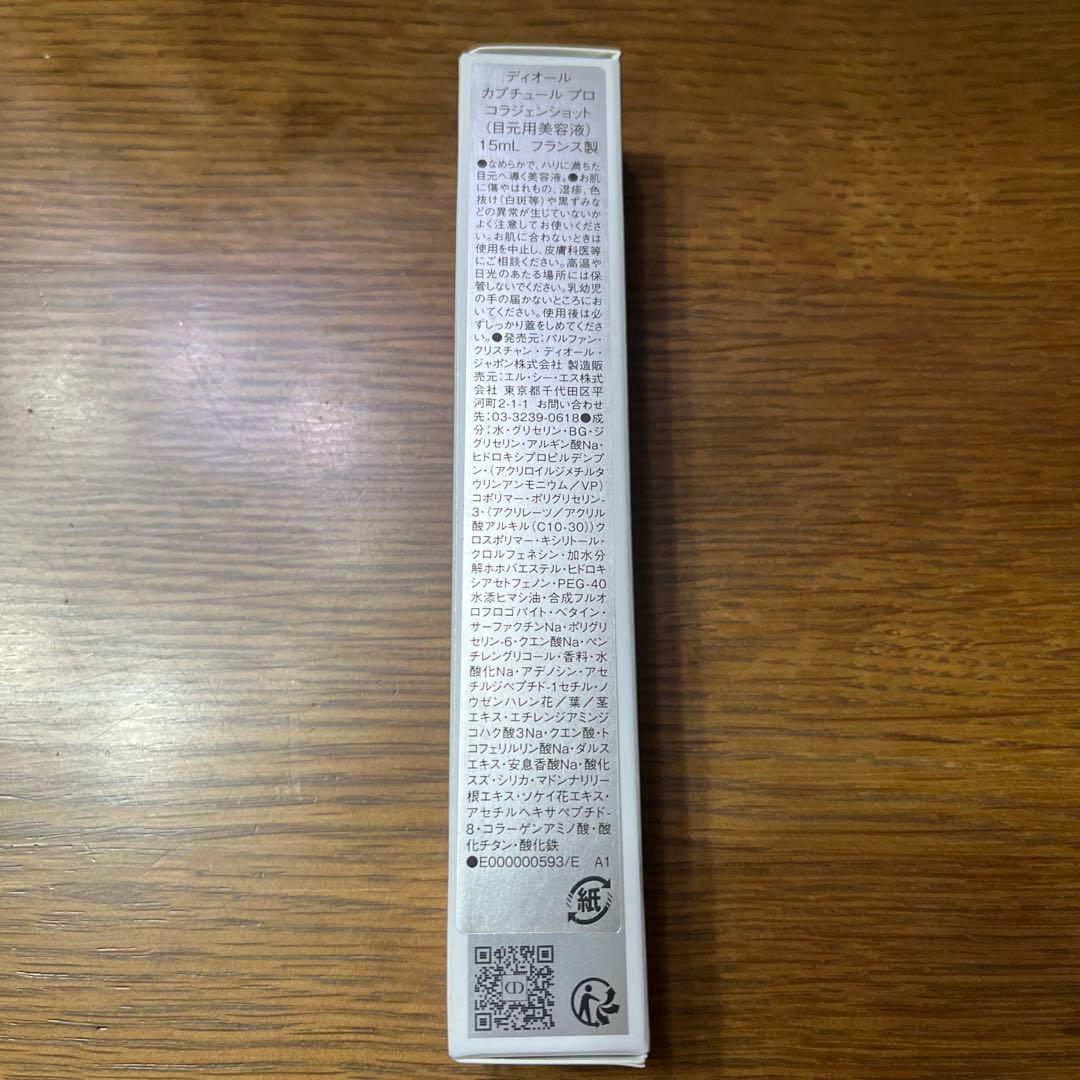 ディオール
カプチュール プロ
コラジェンショット
(目元用美容液)
15mL フランス製
●なめらかで、ハリに満ちた
目元へ導く美容液。●お肌
に傷やはれもの、湿疹、色
抜け(白斑等)や黒ずみな
どの異常が生じていないか
よく注意してお使いくださ
い。お肌に合わないときは
使用を中止し、皮膚科医等
にご相談ください。高温や
日光のあたる場所には保
管しないでください。乳幼児
の手の届かないところにお
いてください。使用後は必
ずしっかり蓋をしめてくださ
い。●発売元:パルファン・
クリスチャン・ディオール・
ジャポン株式会社 製造販
売元:エル・シー・エス株式
会社 東京都千代田区平
河町2-1-1 お問い合わせ
先:03-3239-0618●成
分:水・グリセリン・BG・ジ
グリセリン・アルギン酸Na・
ヒドロキシプロピルデンプ
ン・(アクリロイルジメチルタ
ウリンアンモニウム/VP)
コポリマー・ポリグリセリン-
3・(アクリレーツ/アクリル
酸アルキル(C10-30))ク
ロスポリマー・キシリトール・
クロルフェネシン・加水分
解ホホバエステル・ヒドロキ
シアセトフェノン・PEG-40
水添ヒマシ油・合成フルオ
ロフロゴパイト・ベタイン・
サーファクチンNa・ポリグリ
セリン-6・クエン酸Na・ペン
チレングリコール・香料・水
酸化Na・アデノシン・アセ
チルジペプチド-1セチル・ノ
ウゼンハレン花/葉/茎
エキス・エチレンジアミンジ
コハク酸3Na・クエン酸・ト
コフェリルリン酸Na・ダルス
エキス・安息香酸Na・酸化
スズ・シリカ・マドンナリリー
根エキス・ソケイ花エキス・
アセチルヘキサペプチド-
8・コラーゲンアミノ酸・酸
化チタン・酸化鉄
●E000000593/E A1
紙
CD